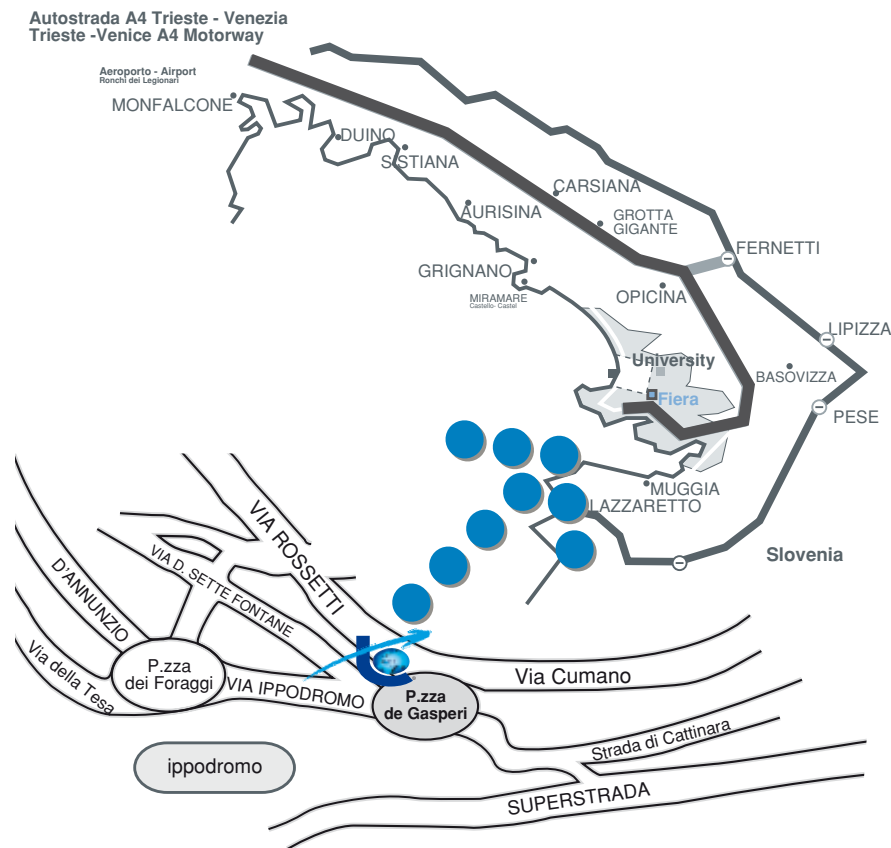 Autostrada A4 Trieste - Venezia
Trieste -Venice A4 Motorway
Aeroporto - Airport
Ronchi dei Legionari
MONFALCONE
DUINO
SISTIANA
CARSIANA
AURISINA
GROTTA
GIGANTE
FERNETTI
GRIGNANO
MIRAMARE
Castello- Castel
OPICINA
LIPIZZA
University
BASOVIZZA
Fiera
PESE
MUGGIA
LAZZARETTO
Slovenia
VIA ROSSETTI
VIA D. SETTE FONTANE
D'ANNUNZIO
Via della Tesa
P.zza
dei Foraggi
VIA IPPODROMO
P.zza
de Gasperi
Via Cumano
Strada di Cattinara
ippodromo
SUPERSTRADA